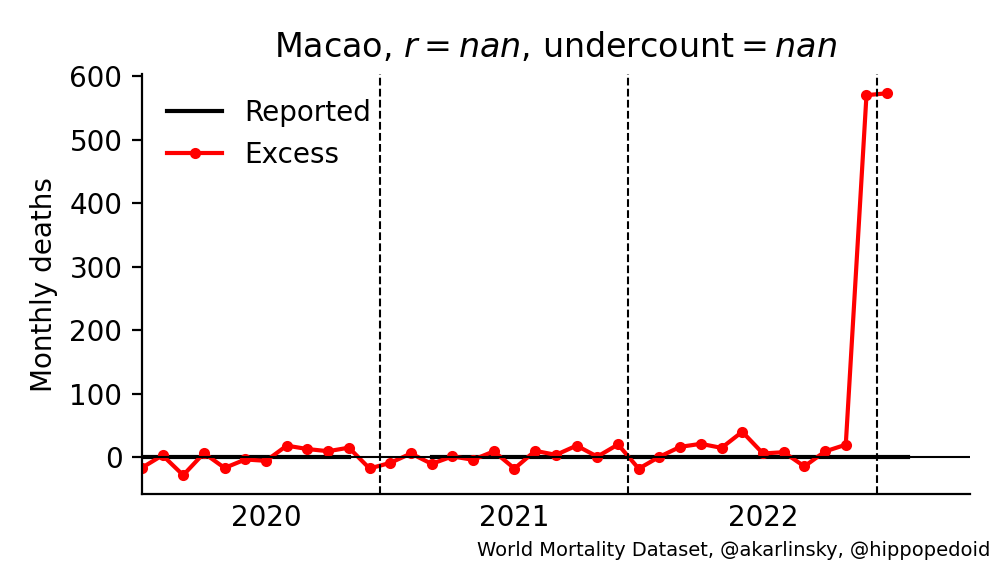 Macao, r = nan, undercount = nan
600
500
400
300
200
100
0
Monthly deaths
Reported
Excess
2020 2021 2022
World Mortality Dataset, @akarlinsky, @hippopedoid